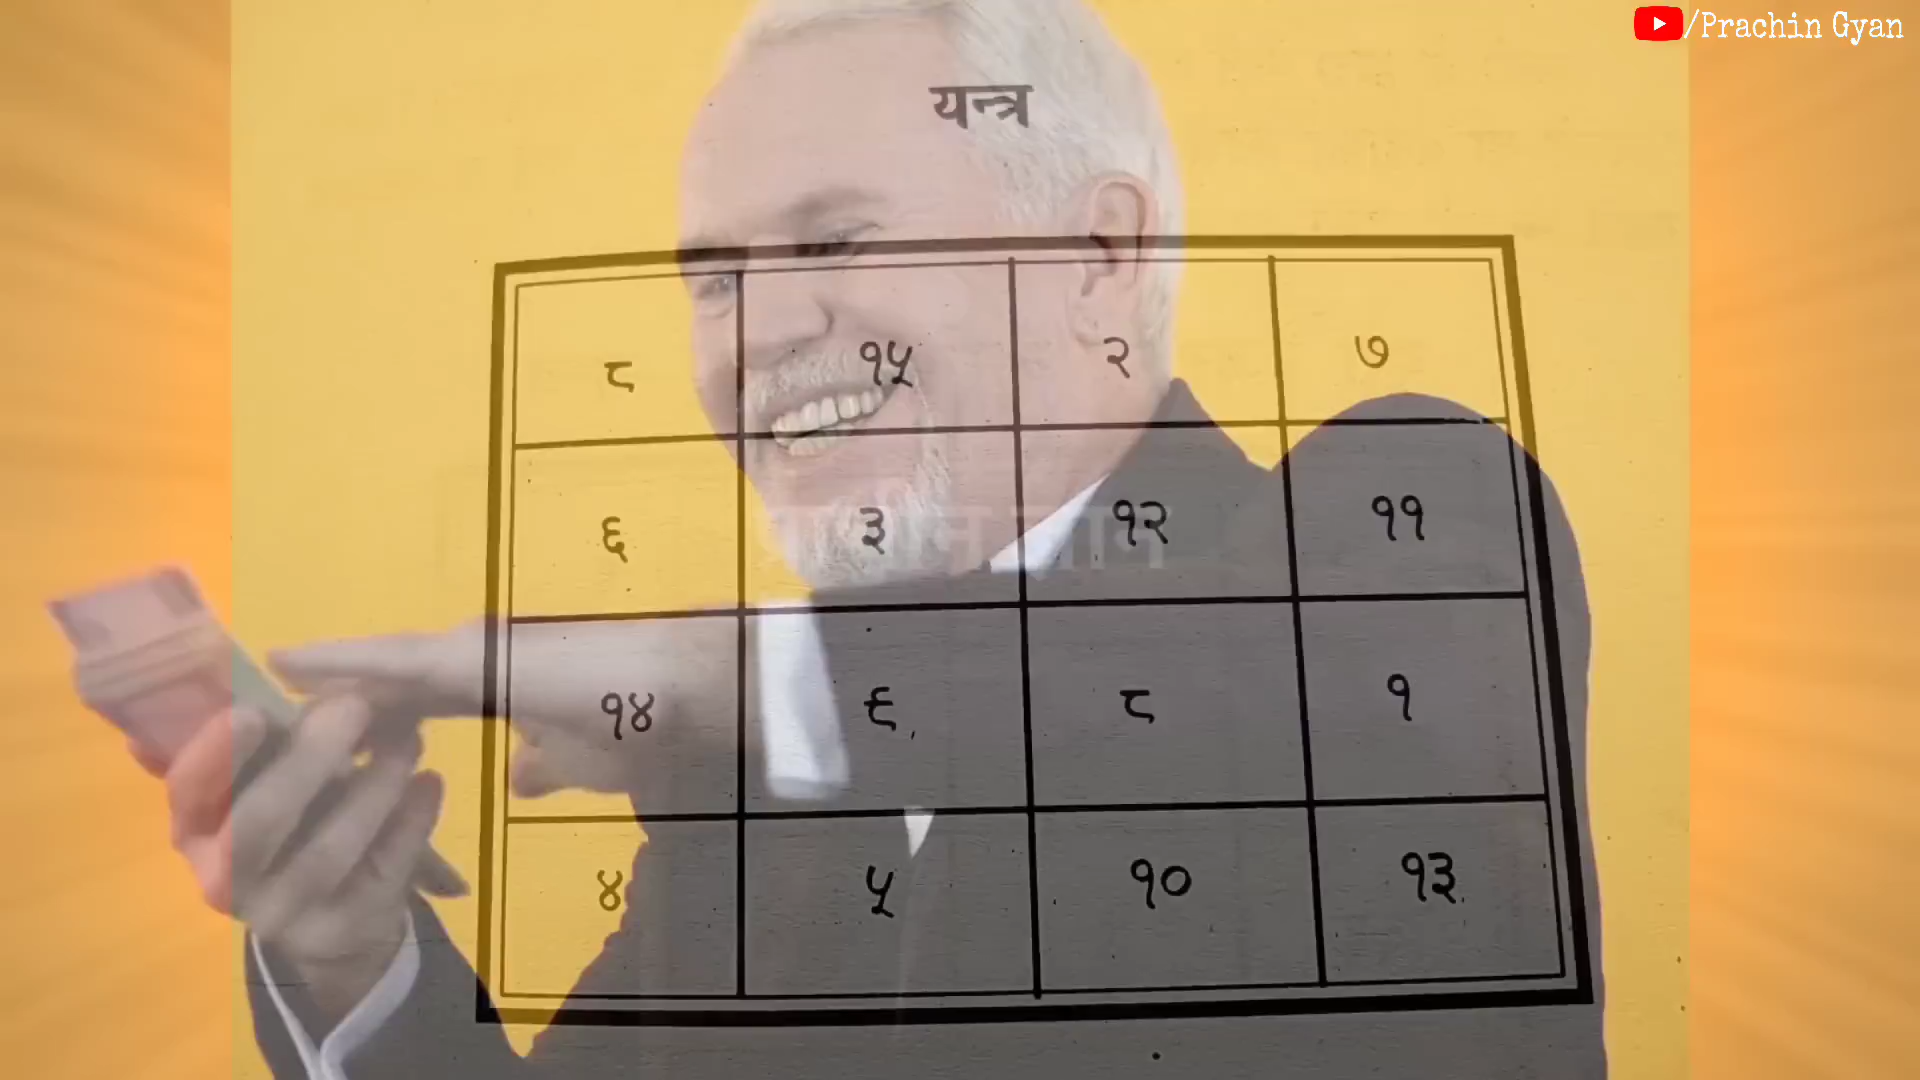 /Prachin Gyan
यन्त्र
८ १५ २ ७
६ ३ १२ ११
१४ ९ ८ १
४ ५ १० १३
प्राचीन ज्ञान